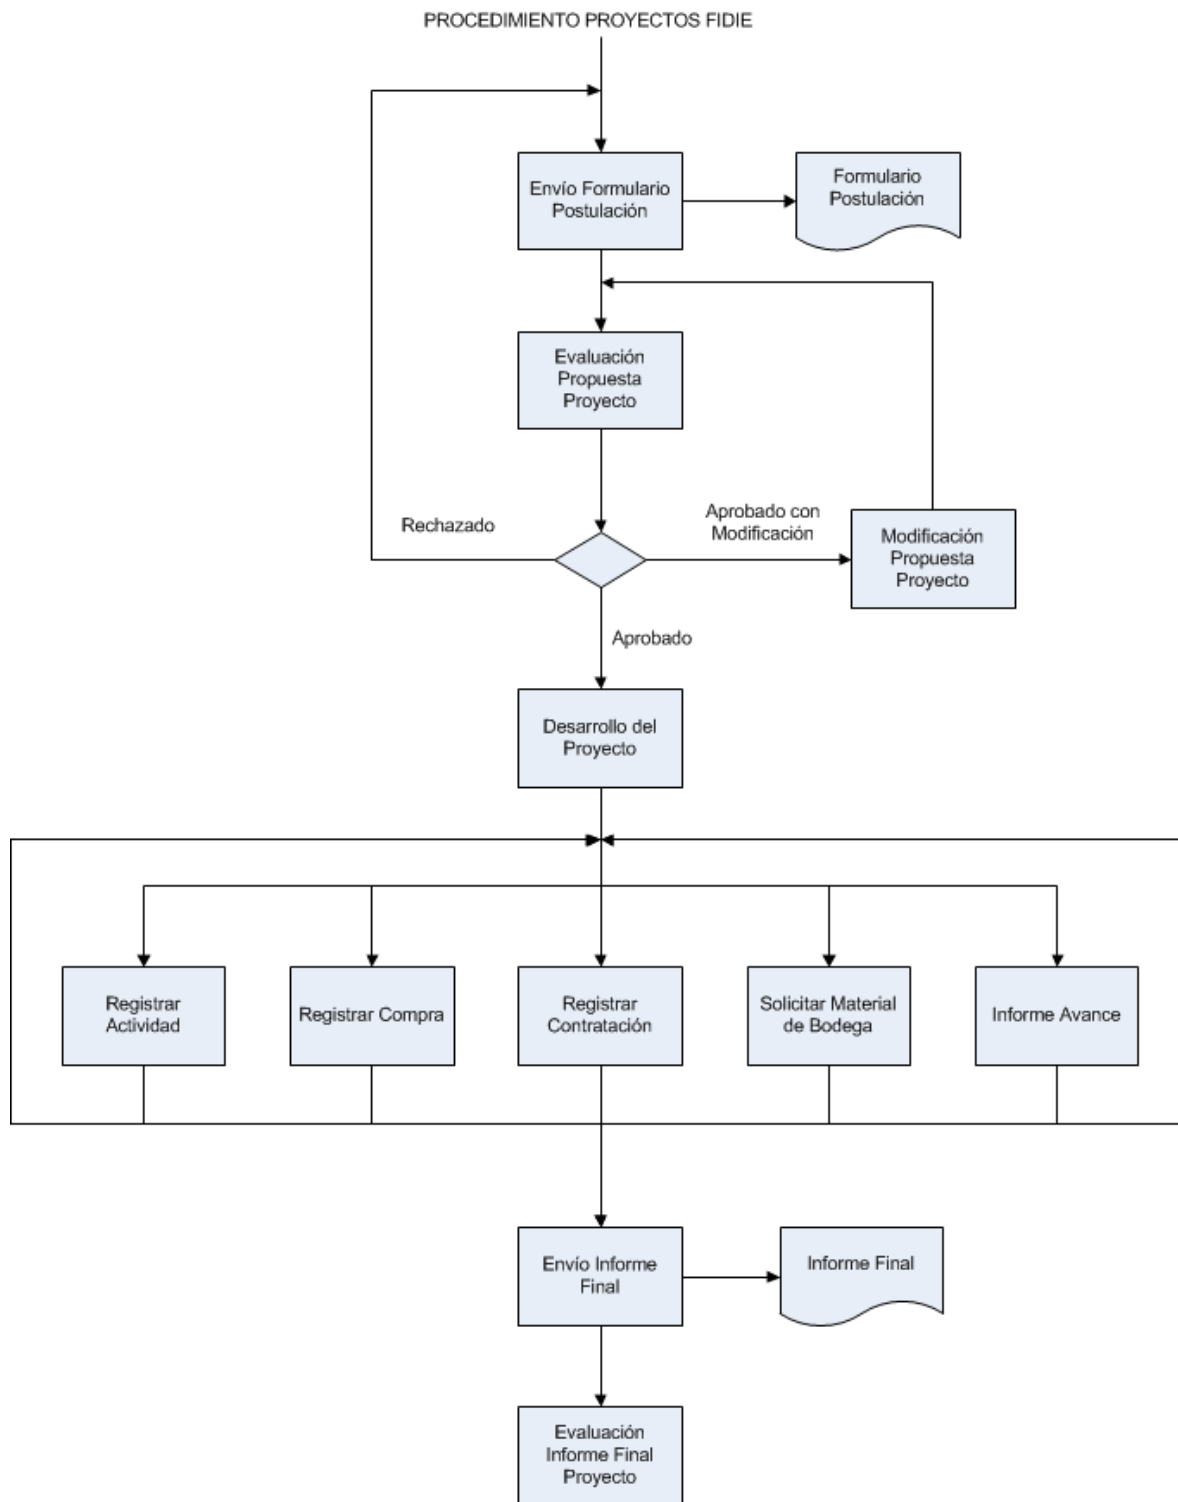 PROCEDIMIENTO PROYECTOS FIDIE
Envío Formulario
Postulación
Formulario
Postulación
Evaluación
Propuesta
Proyecto
Rechazado
Aprobado con
Modificación
Modificación
Propuesta
Proyecto
Aprobado
Desarrollo del
Proyecto
Registrar
Actividad
Registrar Compra
Registrar
Contratación
Solicitar Material
de Bodega
Informe Avance
Envío Informe
Final
Informe Final
Evaluación
Informe Final
Proyecto